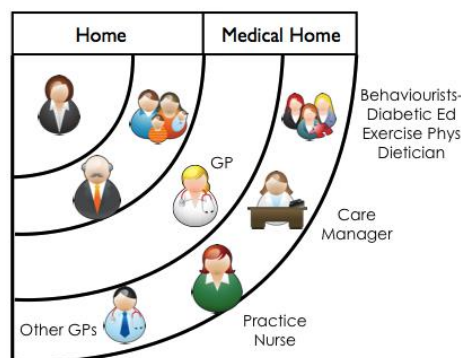 Home
Medical Home
Behaviourists-
Diabetic Ed
Exercise Phys
Dietician
GP
Care
Manager
Other GPs
Practice
Nurse